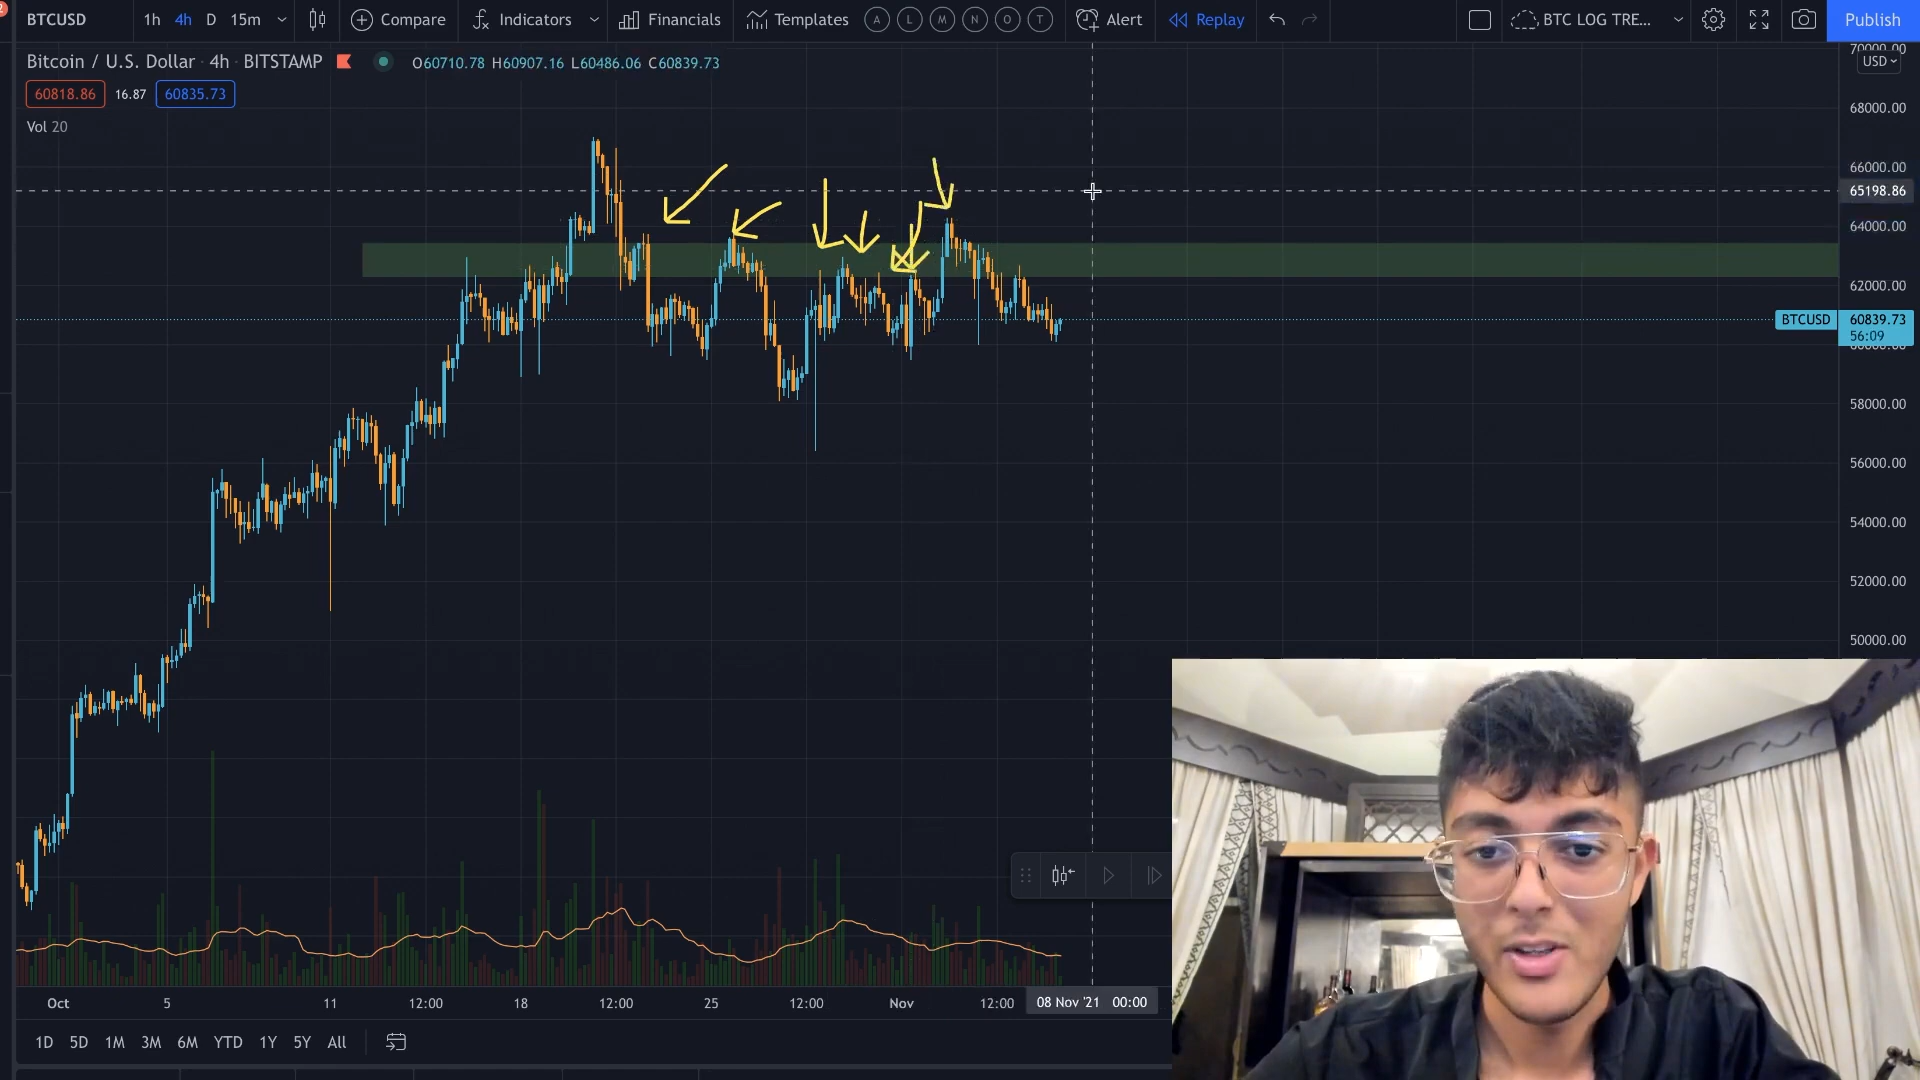 BTCUSD 1h 4h D 15m Compare Indicators Financials Templates A L M N O T Alert Replay BTC LOG TRE... Publish
Bitcoin / U.S. Dollar · 4h · BITSTAMP O60710.78 H60907.16 L60486.06 C60839.73
60818.86 16.87 60835.73
Vol 20
70000.00
USD
68000.00
66000.00
65198.86
64000.00
62000.00
BTCUSD 60839.73
56:09
60000.00
58000.00
56000.00
54000.00
52000.00
50000.00
Oct 5 11 12:00 18 12:00 25 12:00 Nov 12:00 08 Nov '21 00:00
1D 5D 1M 3M 6M YTD 1Y 5Y All